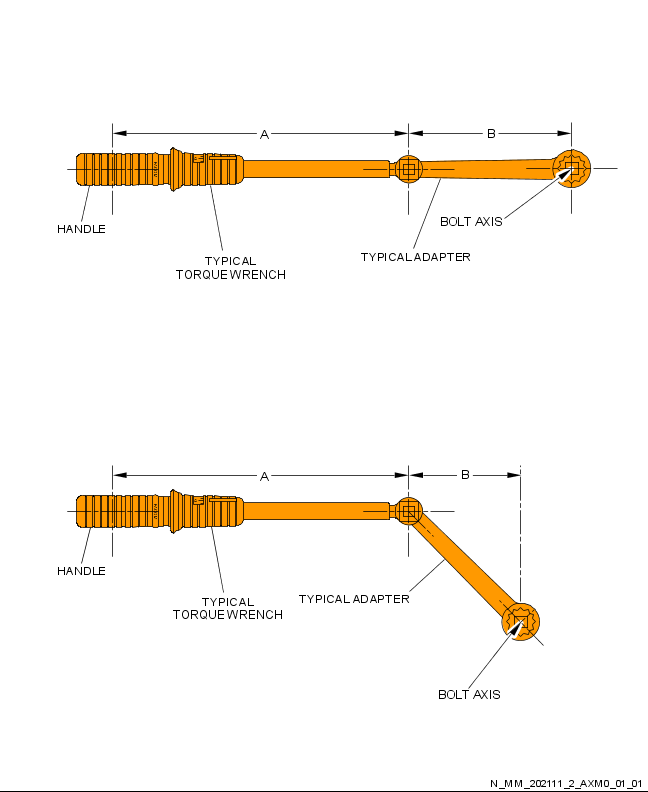 A
B
HANDLE
BOLT AXIS
TYPICAL
TORQUE WRENCH
TYPICAL ADAPTER
A
B
HANDLE
TYPICAL
TORQUE WRENCH
TYPICAL ADAPTER
BOLT AXIS
N_MM_202111_2_AXM0_01_01